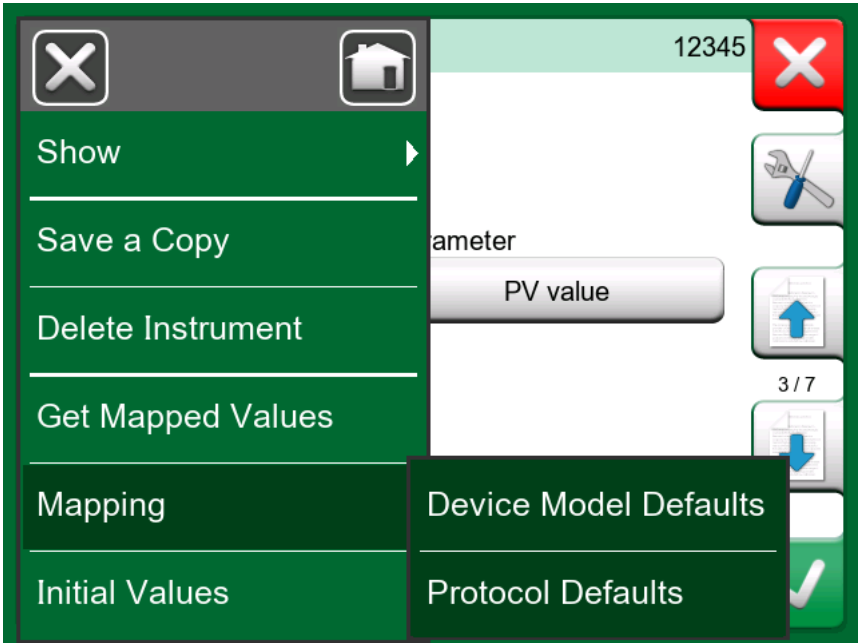 12345
Show
Save a Copy
rameter
PV value
Delete Instrument
3 / 7
Get Mapped Values
Mapping
Device Model Defaults
Initial Values
Protocol Defaults